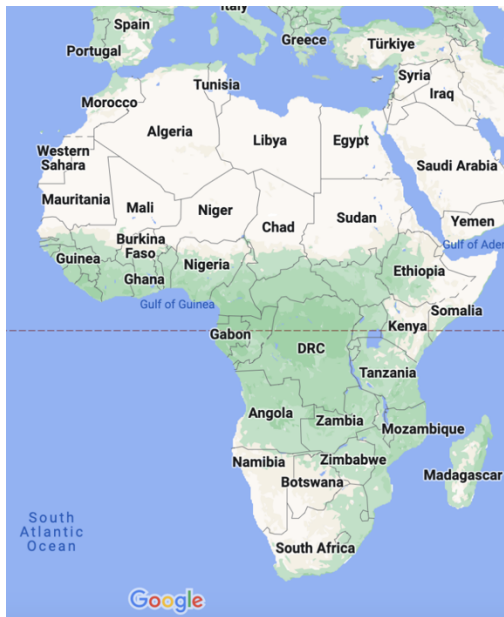 Italy
Spain
Portugal
Greece
Türkiye
Syria
Iraq
Tunisia
Morocco
Algeria
Libya
Egypt
Western
Sahara
Saudi Arabia
Mauritania
Mali
Niger
Chad
Sudan
Yemen
Gulf of Aden
Burkina
Faso
Guinea
Ghana
Nigeria
Ethiopia
Gulf of Guinea
Somalia
Gabon
Kenya
DRC
Tanzania
Angola
Zambia
Mozambique
Namibia
Zimbabwe
Botswana
Madagascar
South
Atlantic
Ocean
South Africa
Google